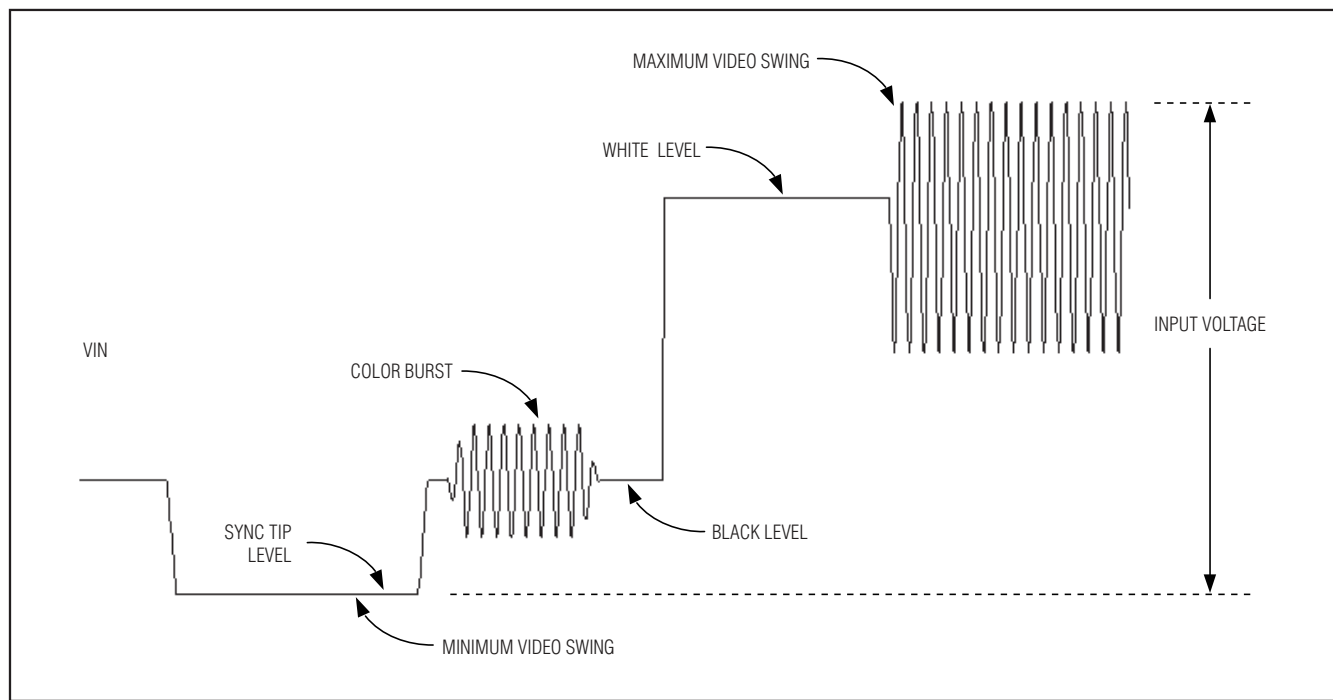 MAXIMUM VIDEO SWING
WHITE LEVEL
INPUT VOLTAGE
VIN
COLOR BURST
SYNC TIP
LEVEL
BLACK LEVEL
MINIMUM VIDEO SWING